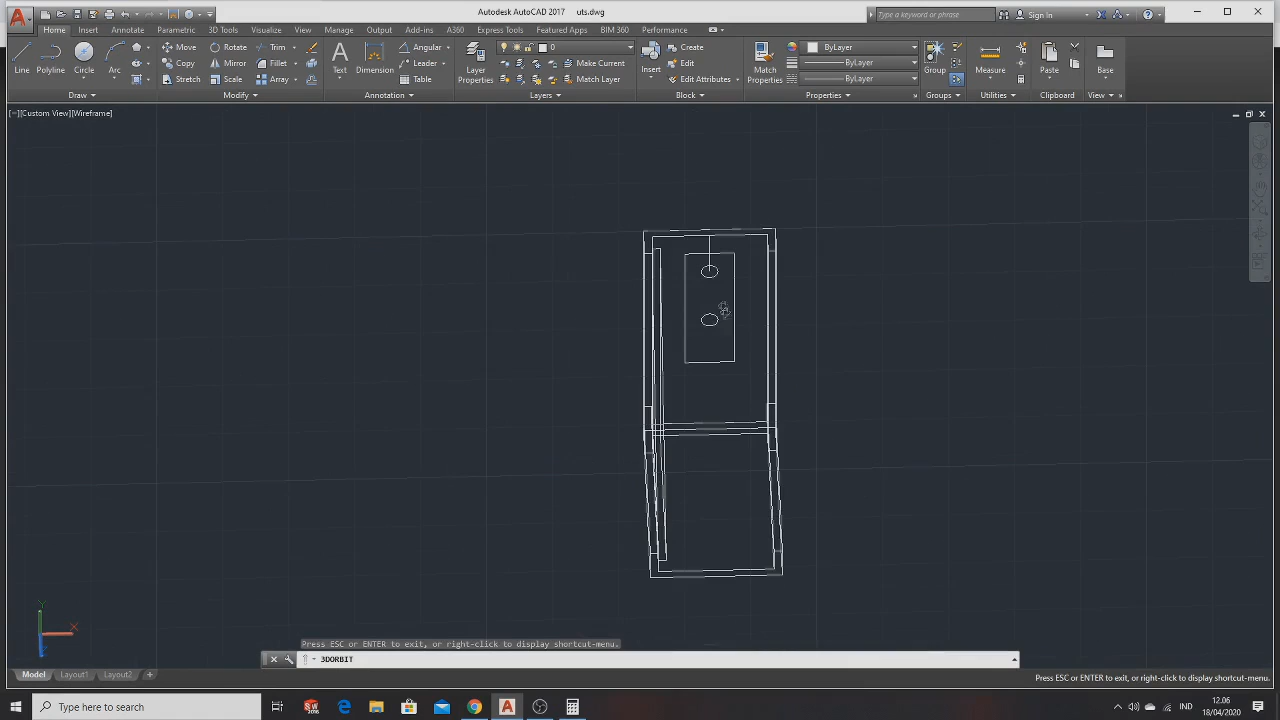 Autodesk AutoCAD 2017 uts.dwg
Type a keyword or phrase
Sign In
Home Insert Annotate Parametric 3D Tools Visualize View Manage Output Add-ins A360 Express Tools Featured Apps BIM 360 Performance
Line
Polyline
Circle
Arc
Move
Rotate
Trim
Copy
Mirror
Fillet
Stretch
Scale
Array
Text
Dimension
Angular
Leader
Table
Layer
Properties
0
Make Current
Match Layer
Insert
Create
Edit
Edit Attributes
Match
Properties
ByLayer
ByLayer
ByLayer
Group
Measure
Paste
Base
Draw
Modify
Annotation
Layers
Block
Properties
Groups
Utilities
Clipboard
View
[−][Custom View][Wireframe]
Y
X
Press ESC or ENTER to exit, or right-click to display shortcut-menu.
3DORBIT
Model Layout1 Layout2 +
Press ESC or ENTER to exit, or right-click to display shortcut-menu.
Type here to search
IND
12.06
18/04/2020